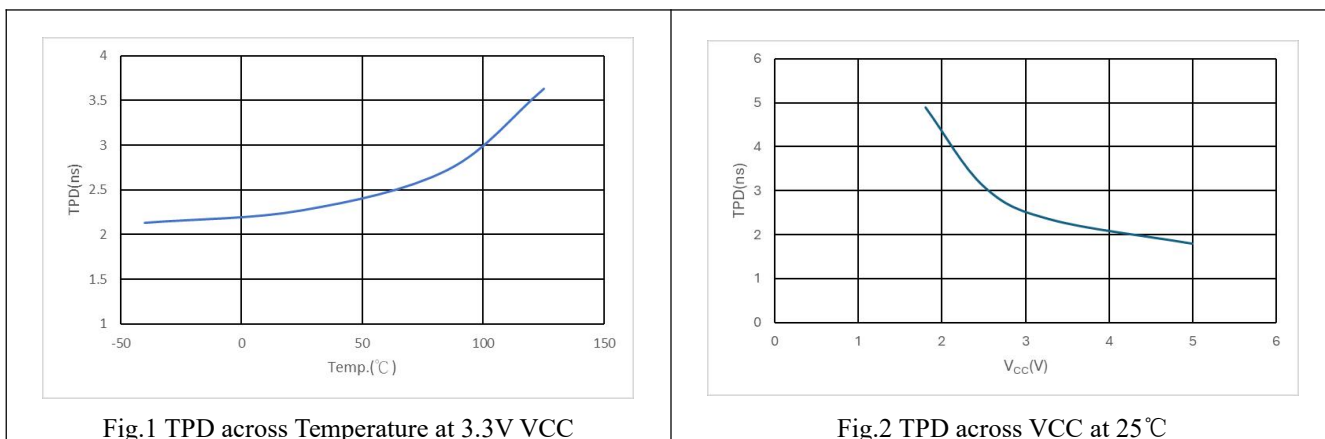 4
3.5
3
2.5
2
1.5
1
TPD(ns)
-50 0 50 100 150
Temp.(℃)
Fig.1 TPD across Temperature at 3.3V VCC
6
5
4
3
2
1
0
TPD(ns)
0 1 2 3 4 5 6
VCC(V)
Fig.2 TPD across VCC at 25℃